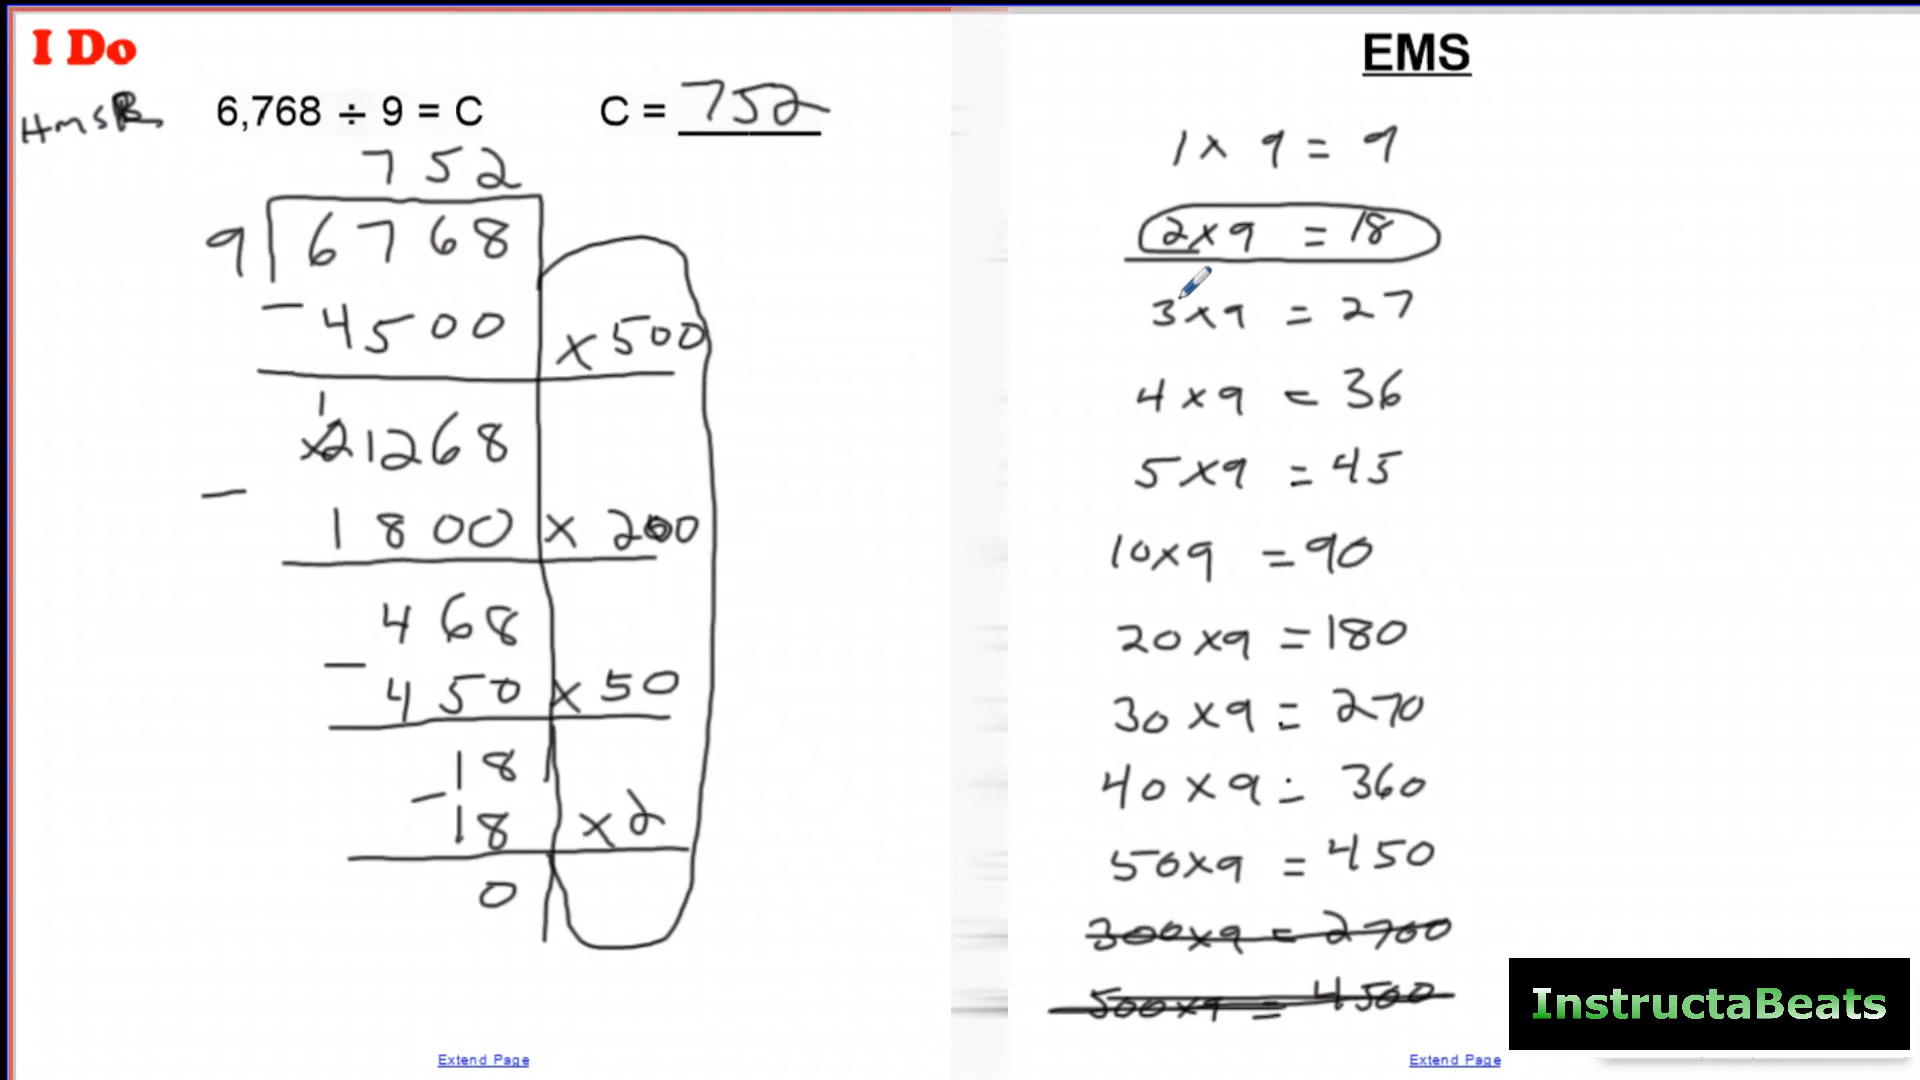 I Do
HmsR
6,768 ÷ 9 = C
C = 752
752
9 6768
- 4500 x 500
1
21268
- 1800 x 200
468
- 450 x 50
18
- 18 x 2
0
Extend Page
EMS
1 x 9 = 9
2 x 9 = 18
3 x 9 = 27
4 x 9 = 36
5 x 9 = 45
10 x 9 = 90
20 x 9 = 180
30 x 9 = 270
40 x 9 = 360
50 x 9 = 450
300 x 9 = 2700
500 x 9 = 4500
InstructaBeats
Extend Page